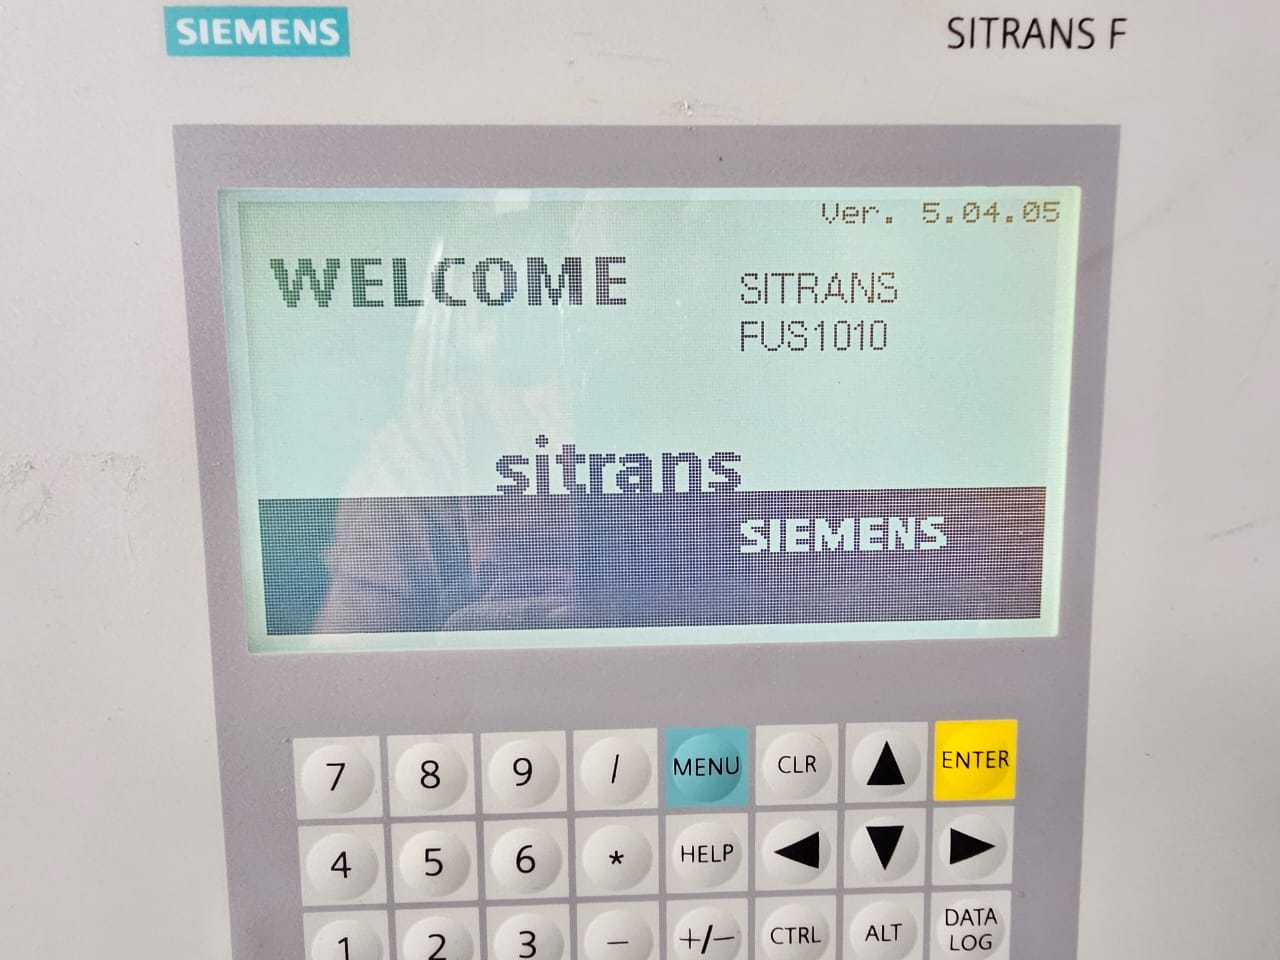 SIEMENS
SITRANS F
Ver. 5.04.05
WELCOME
SITRANS
FUS1010
sitrans
SIEMENS
7 8 9 / MENU CLR ▲ ENTER
4 5 6 * HELP ◀ ▼ ▶
1 2 3 − +/− CTRL ALT DATA LOG